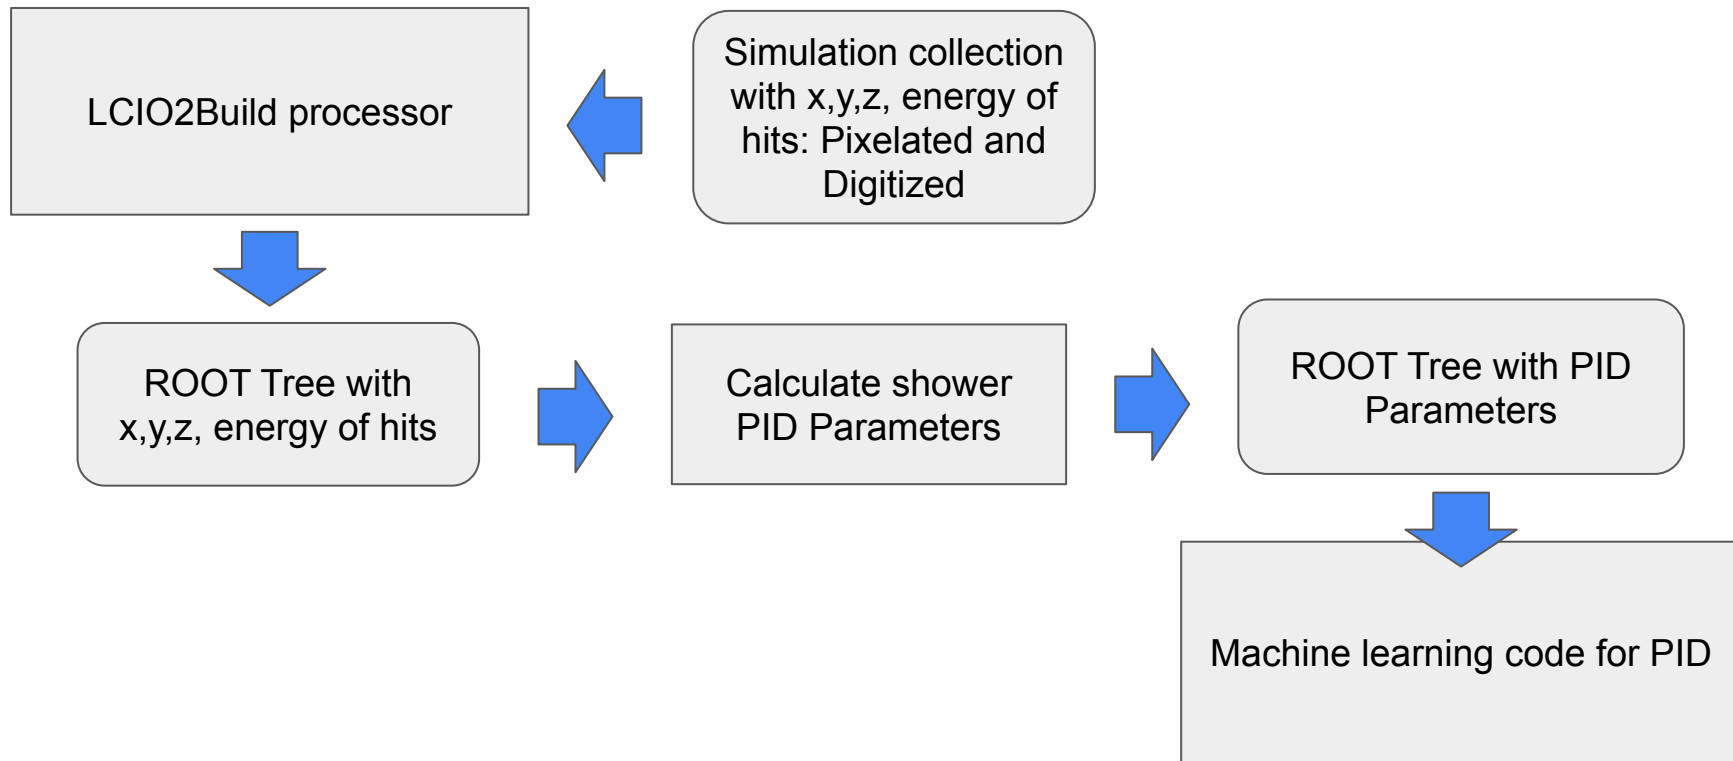 LCIO2Build processor
Simulation collection
with x,y,z, energy of
hits: Pixelated and
Digitized
ROOT Tree with
x,y,z, energy of hits
Calculate shower
PID Parameters
ROOT Tree with PID
Parameters
Machine learning code for PID